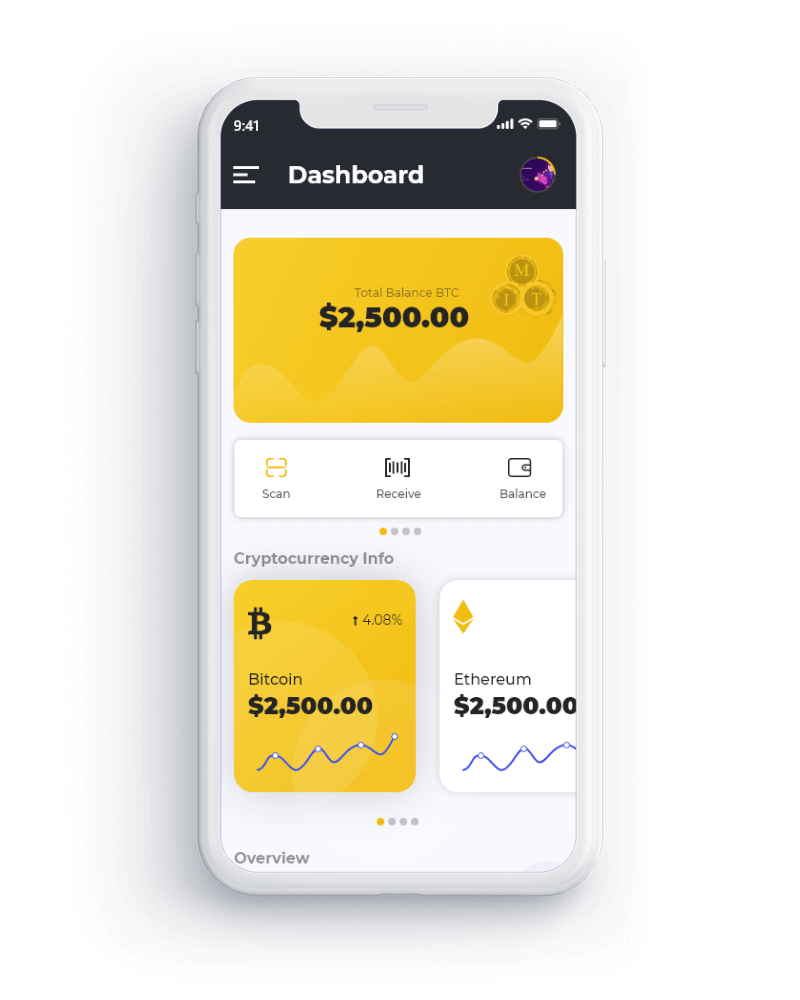 9:41
Dashboard
M
I T
Total Balance BTC
$2,500.00
Scan Receive Balance
Cryptocurrency Info
↑ 4.08%
Bitcoin Ethereum
$2,500.00 $2,500.00
Overview